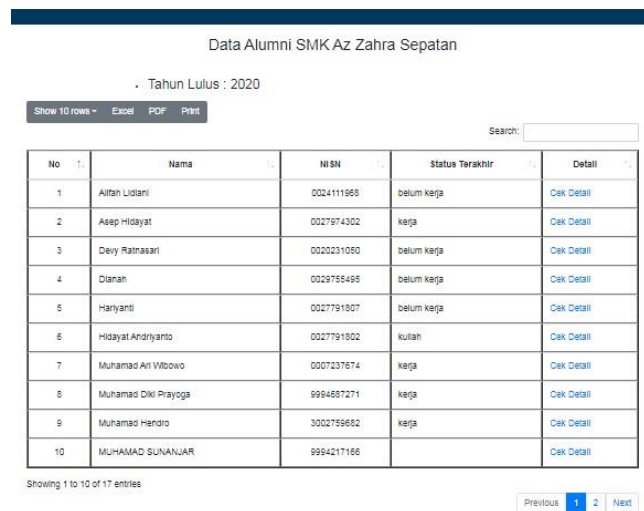 Data Alumni SMK Az Zahra Sepatan
• Tahun Lulus : 2020
Show 10 rows Excel PDF Print
Search:
No Nama NISN Status Terakhir Detail
1 Alifah Lidiani 0024111968 belum kerja Cek Detail
2 Asep Hidayat 0027974302 kerja Cek Detail
3 Devy Ratnasari 0020231050 belum kerja Cek Detail
4 Dianah 0029755495 belum kerja Cek Detail
5 Hariyanti 0027791807 belum kerja Cek Detail
6 Hidayat Andriyanto 0027791802 kuliah Cek Detail
7 Muhamad Ari Wibowo 0007237674 kerja Cek Detail
8 Muhamad Diki Prayoga 9994687271 kerja Cek Detail
9 Muhamad Hendro 3002759682 kerja Cek Detail
10 MUHAMAD SUNANJAR 9994217166 Cek Detail
Showing 1 to 10 of 17 entries
Previous 1 2 Next